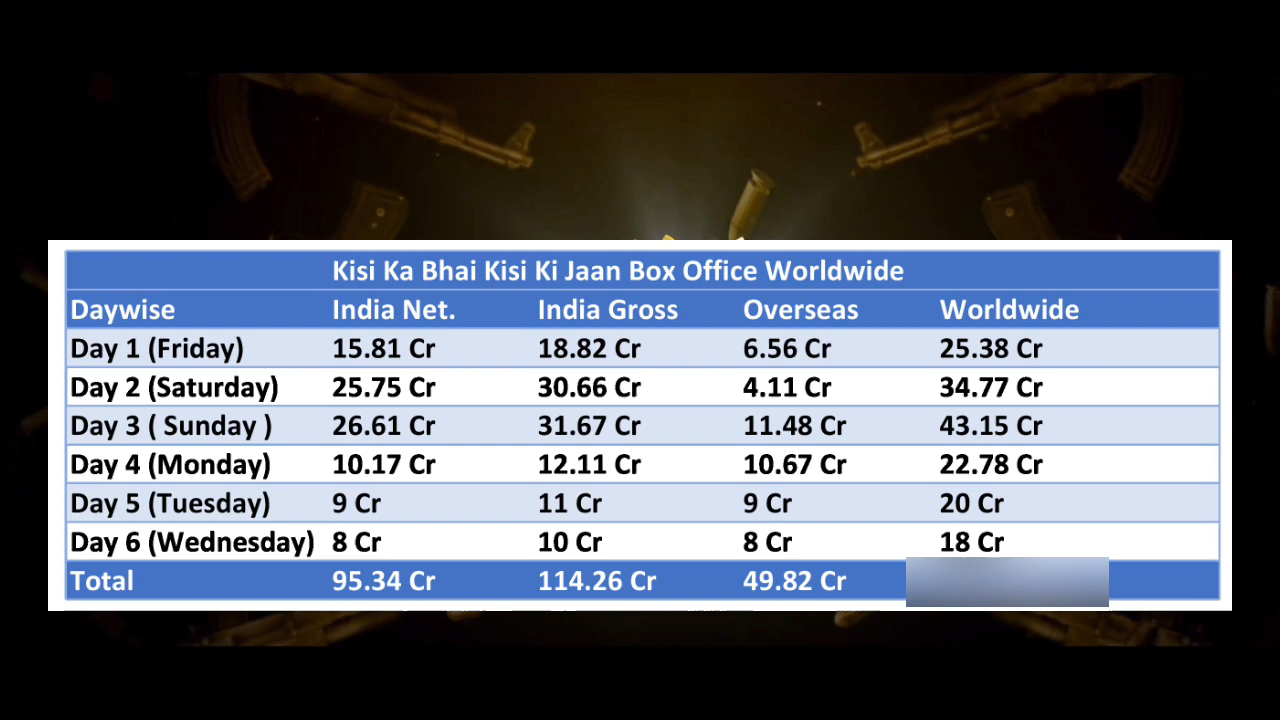 Kisi Ka Bhai Kisi Ki Jaan Box Office Worldwide
Daywise India Net. India Gross Overseas Worldwide
Day 1 (Friday) 15.81 Cr 18.82 Cr 6.56 Cr 25.38 Cr
Day 2 (Saturday) 25.75 Cr 30.66 Cr 4.11 Cr 34.77 Cr
Day 3 ( Sunday ) 26.61 Cr 31.67 Cr 11.48 Cr 43.15 Cr
Day 4 (Monday) 10.17 Cr 12.11 Cr 10.67 Cr 22.78 Cr
Day 5 (Tuesday) 9 Cr 11 Cr 9 Cr 20 Cr
Day 6 (Wednesday) 8 Cr 10 Cr 8 Cr 18 Cr
Total 95.34 Cr 114.26 Cr 49.82 Cr